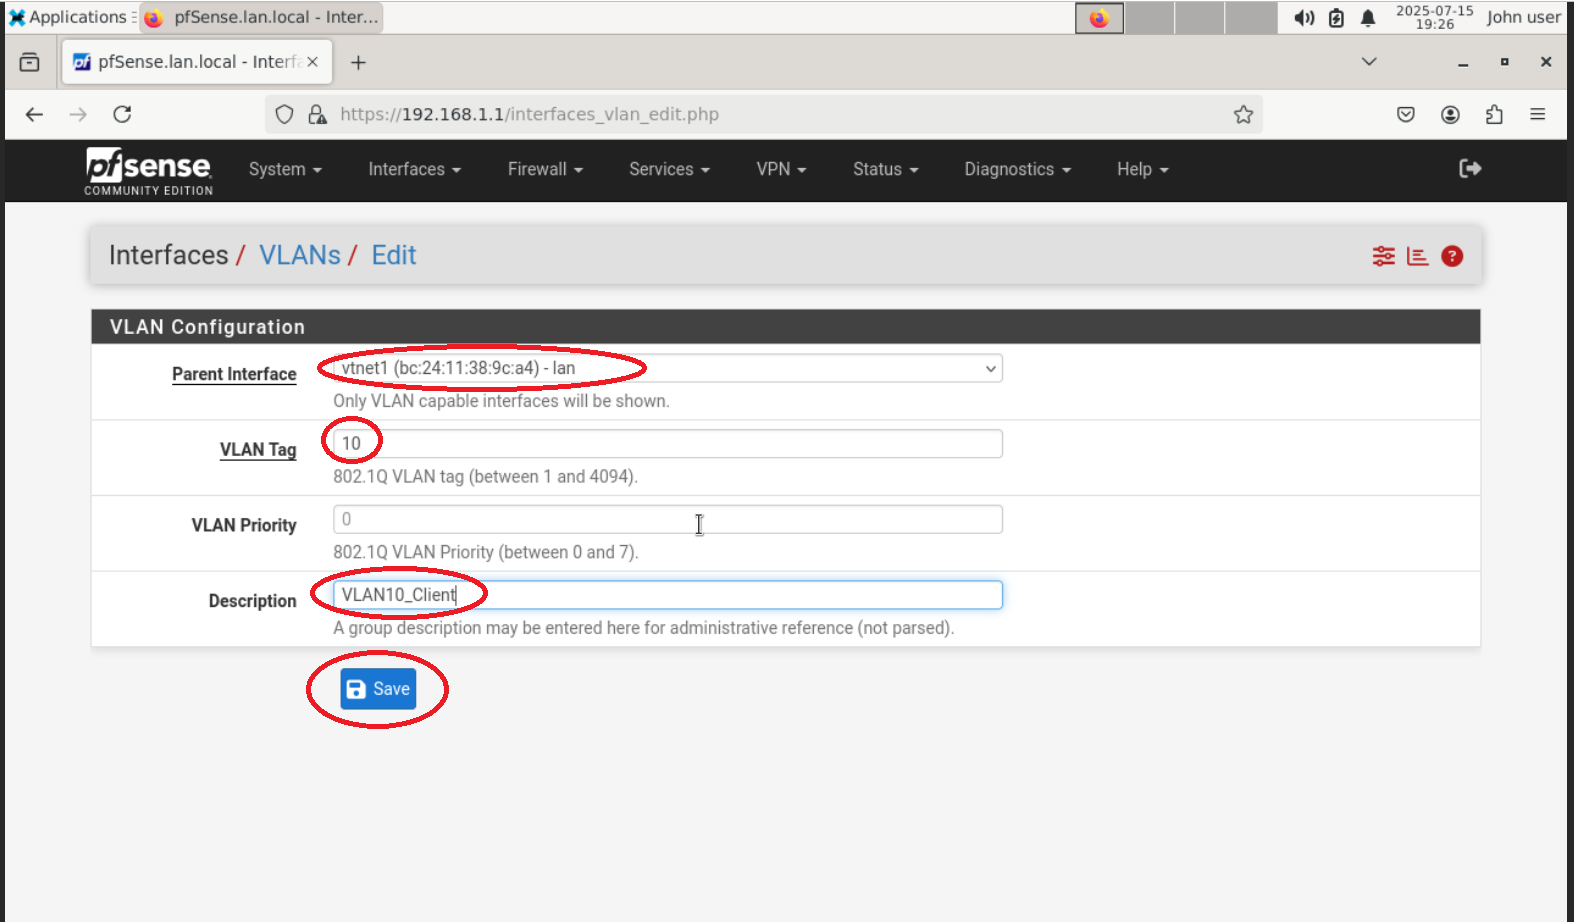 Applications pfSense.lan.local - Inter... 2025-07-15 19:26 John user
pfSense.lan.local - Interfa
https://192.168.1.1/interfaces_vlan_edit.php
pfsense COMMUNITY EDITION System Interfaces Firewall Services VPN Status Diagnostics Help
Interfaces / VLANs / Edit
VLAN Configuration
Parent Interface vtnet1 (bc:24:11:38:9c:a4) - lan
Only VLAN capable interfaces will be shown.
VLAN Tag 10
802.1Q VLAN tag (between 1 and 4094).
VLAN Priority 0
802.1Q VLAN Priority (between 0 and 7).
Description VLAN10_Client
A group description may be entered here for administrative reference (not parsed).
Save